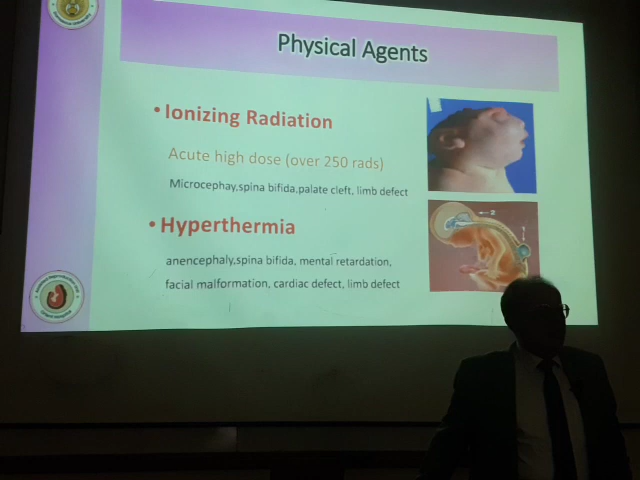 Physical Agents
• Ionizing Radiation
Acute high dose (over 250 rads)
Microcephay,spina bifida,palate cleft, limb defect
• Hyperthermia
anencephaly,spina bifida, mental retardation,
facial malformation, cardiac defect, limb defect
2